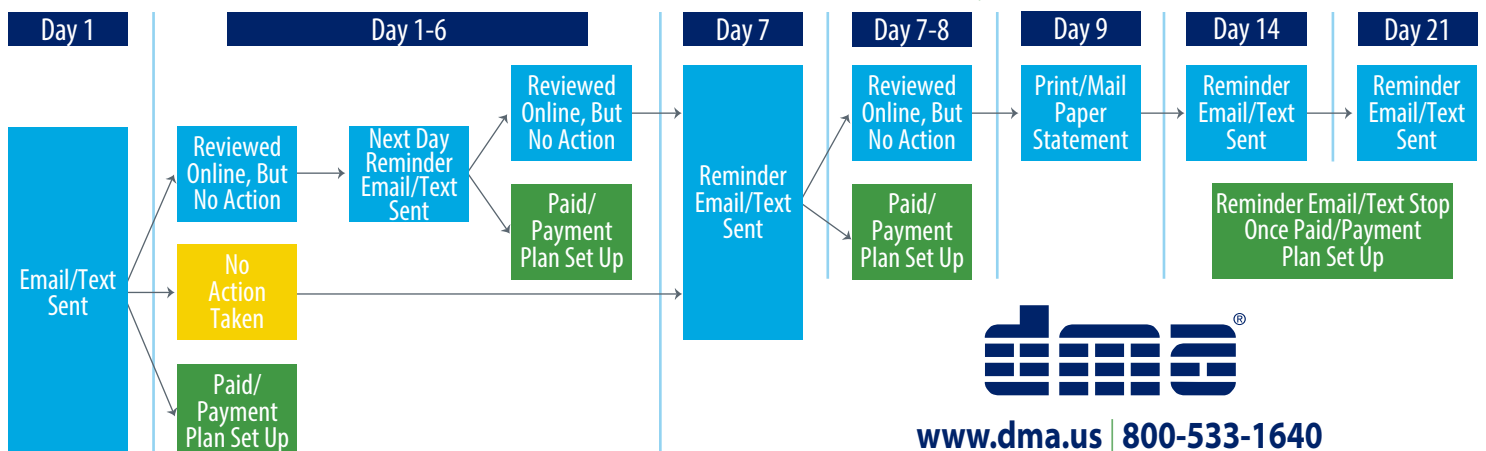 Day 1
Day 1-6
Day 7
Day 7-8
Day 9
Day 14
Day 21
Email/Text
Sent
Reviewed
Online, But
No Action
No
Action
Taken
Paid/
Payment
Plan Set Up
Next Day
Reminder
Email/Text
Sent
Reviewed
Online, But
No Action
Paid/
Payment
Plan Set Up
Reminder
Email/Text
Sent
Reviewed
Online, But
No Action
Paid/
Payment
Plan Set Up
Print/Mail
Paper
Statement
Reminder
Email/Text
Sent
Reminder
Email/Text
Sent
Reminder Email/Text Stop
Once Paid/Payment
Plan Set Up
dma®
www.dma.us | 800-533-1640